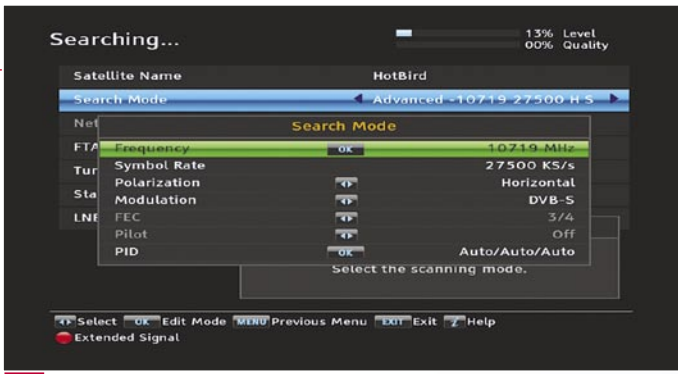 Searching...
13% Level
00% Quality
Satellite Name HotBird
Search Mode Advanced -10719 27500 H S
Net
Search Mode
FTA
Frequency OK 10719 MHz
Symbol Rate 27500 KS/s
Tur
Polarization Horizontal
Sta
Modulation DVB-S
LNB
FEC 3/4
Pilot Off
PID OK Auto/Auto/Auto
Select the scanning mode.
Select OK Edit Mode MENU Previous Menu EXIT Exit i Help
Extended Signal